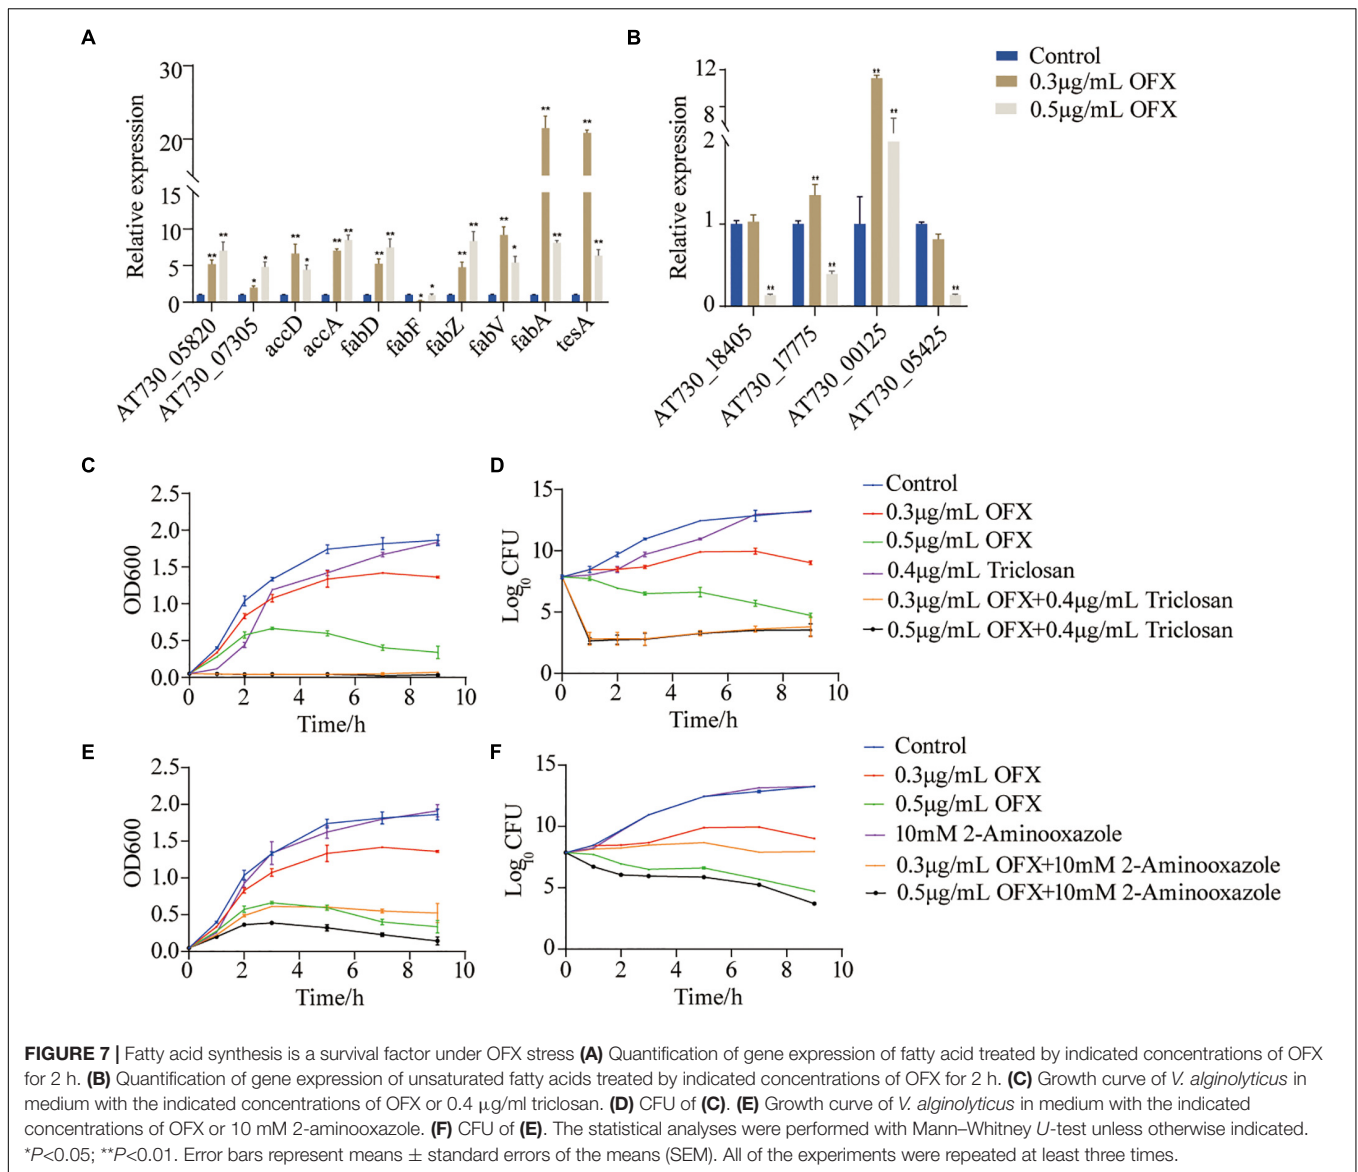 A
B
Control
0.3μg/mL OFX
0.5μg/mL OFX
Relative expression
30
20
15
10
5
0
AT730_05820
AT730_07305
accD
accA
fabD
fabF
fabZ
fabV
fabA
tesA
** ** * * ** * ** ** ** ** * * ** ** ** * ** ** ** **
Relative expression
12
8
2
1
0
AT730_18405
AT730_17775
AT730_00125
AT730_05425
** ** ** ** ** **
C
D
OD600
2.5
2.0
1.5
1.0
0.5
0.0
0 2 4 6 8 10
Time/h
Log10 CFU
15
10
5
0
0 2 4 6 8 10
Time/h
Control
0.3μg/mL OFX
0.5μg/mL OFX
0.4μg/mL Triclosan
0.3μg/mL OFX+0.4μg/mL Triclosan
0.5μg/mL OFX+0.4μg/mL Triclosan
E
F
OD600
2.5
2.0
1.5
1.0
0.5
0.0
0 2 4 6 8 10
Time/h
Log10 CFU
15
10
5
0
0 2 4 6 8 10
Time/h
Control
0.3μg/mL OFX
0.5μg/mL OFX
10mM 2-Aminooxazole
0.3μg/mL OFX+10mM 2-Aminooxazole
0.5μg/mL OFX+10mM 2-Aminooxazole
FIGURE 7 | Fatty acid synthesis is a survival factor under OFX stress (A) Quantification of gene expression of fatty acid treated by indicated concentrations of OFX
for 2 h. (B) Quantification of gene expression of unsaturated fatty acids treated by indicated concentrations of OFX for 2 h. (C) Growth curve of V. alginolyticus in
medium with the indicated concentrations of OFX or 0.4 μg/ml triclosan. (D) CFU of (C). (E) Growth curve of V. alginolyticus in medium with the indicated
concentrations of OFX or 10 mM 2-aminooxazole. (F) CFU of (E). The statistical analyses were performed with Mann–Whitney U-test unless otherwise indicated.
*P<0.05; **P<0.01. Error bars represent means ± standard errors of the means (SEM). All of the experiments were repeated at least three times.